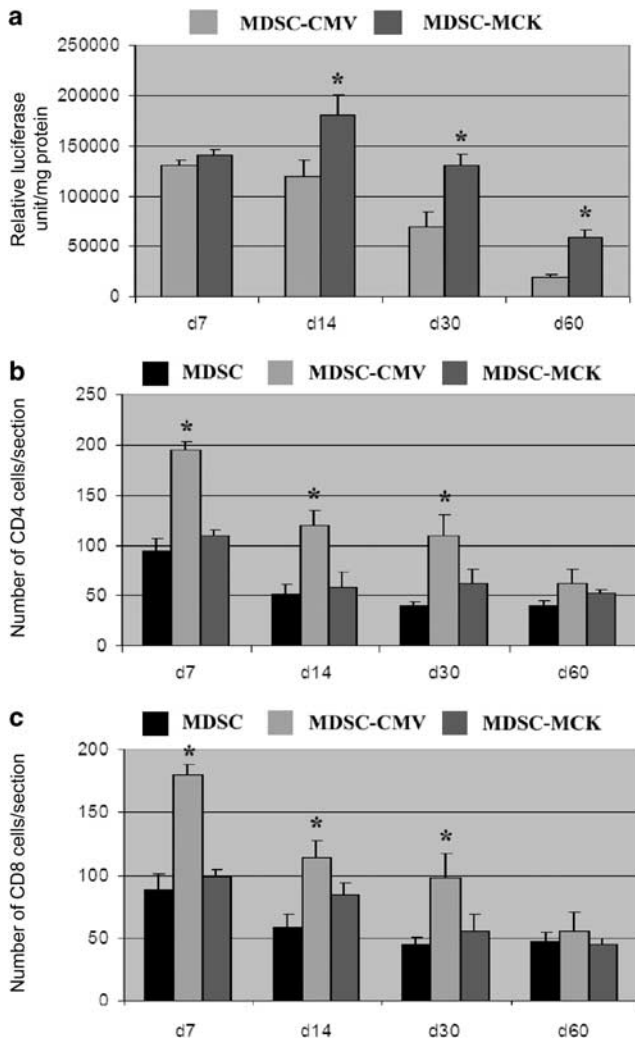 a
MDSC-CMV MDSC-MCK
Relative luciferase
unit/mg protein
250000
200000
150000
100000
50000
0
*
*
*
d7 d14 d30 d60
b
MDSC MDSC-CMV MDSC-MCK
Number of CD4 cells/section
250
200
150
100
50
0
*
*
*
d7 d14 d30 d60
c
MDSC MDSC-CMV MDSC-MCK
Number of CD8 cells/section
200
150
100
50
0
*
*
*
d7 d14 d30 d60